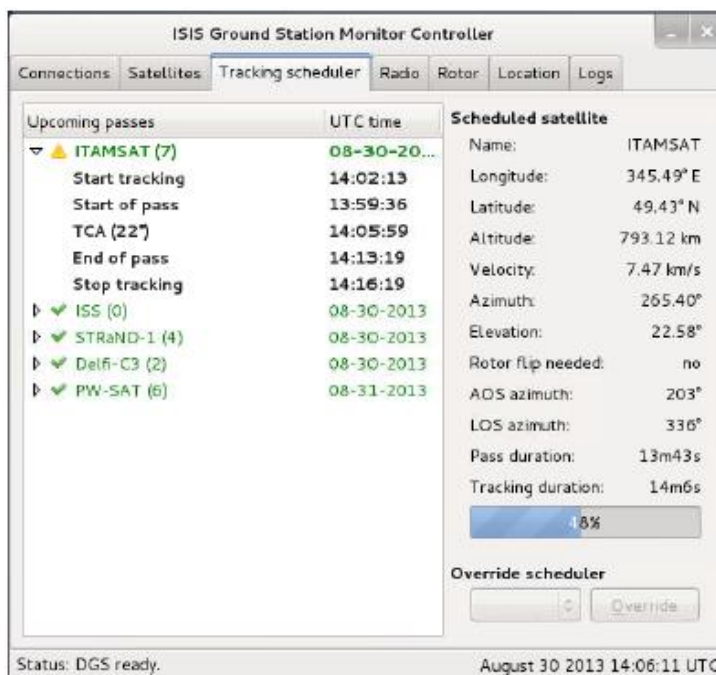 ISIS Ground Station Monitor Controller
Connections Satellites Tracking scheduler Radio Rotor Location Logs
Upcoming passes UTC time
ITAMSAT (7) 08-30-20...
Start tracking 14:02:13
Start of pass 13:59:36
TCA (22°) 14:05:59
End of pass 14:13:19
Stop tracking 14:16:19
ISS (0) 08-30-2013
STRaND-1 (4) 08-30-2013
Delfi-C3 (2) 08-30-2013
PW-SAT (6) 08-31-2013
Scheduled satellite
Name: ITAMSAT
Longitude: 345.49° E
Latitude: 49.43° N
Altitude: 793.12 km
Velocity: 7.47 km/s
Azimuth: 265.40°
Elevation: 22.58°
Rotor flip needed: no
AOS azimuth: 203°
LOS azimuth: 336°
Pass duration: 13m43s
Tracking duration: 14m6s
48%
Override scheduler
Override
Status: DGS ready. August 30 2013 14:06:11 UTC